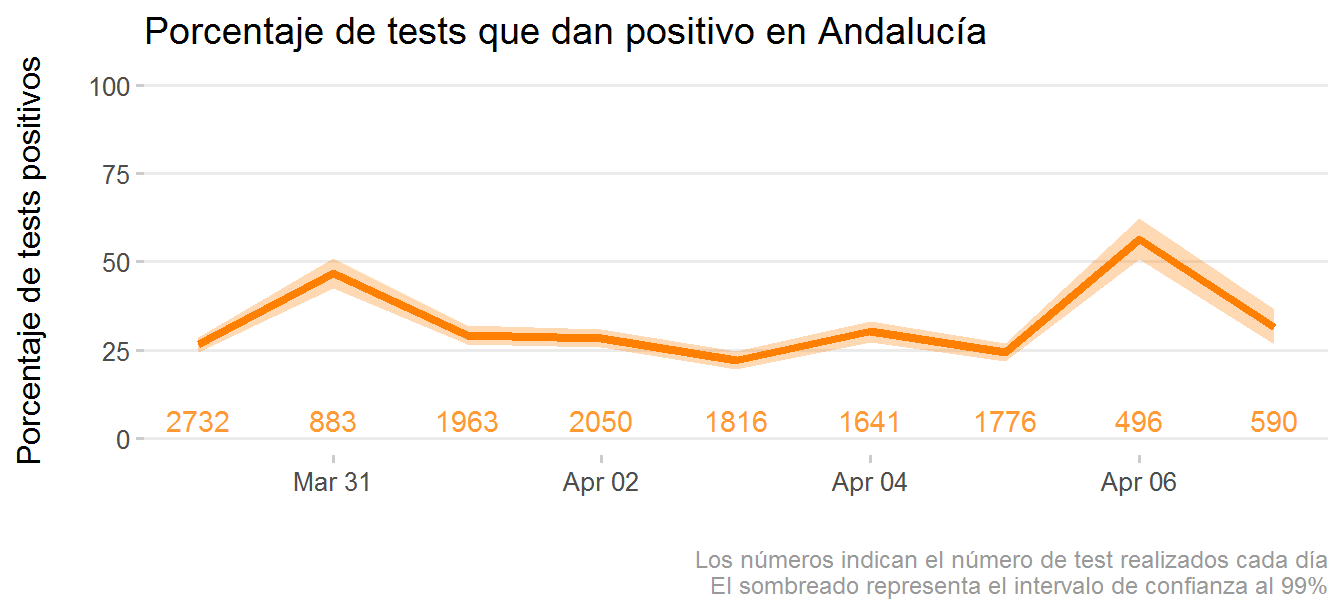 Porcentaje de tests que dan positivo en Andalucía
Porcentaje de tests positivos
100
75
50
25
0
2732 883 1963 2050 1816 1641 1776 496 590
Mar 31 Apr 02 Apr 04 Apr 06
Los números indican el número de test realizados cada día
El sombreado representa el intervalo de confianza al 99%